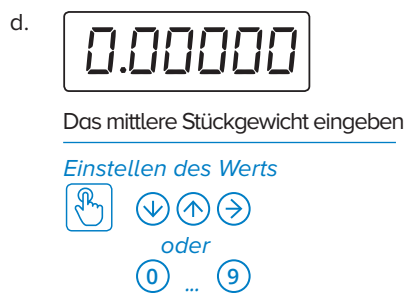 d.
0.00000
Das mittlere Stückgewicht eingeben
Einstellen des Werts
oder
0 ... 9